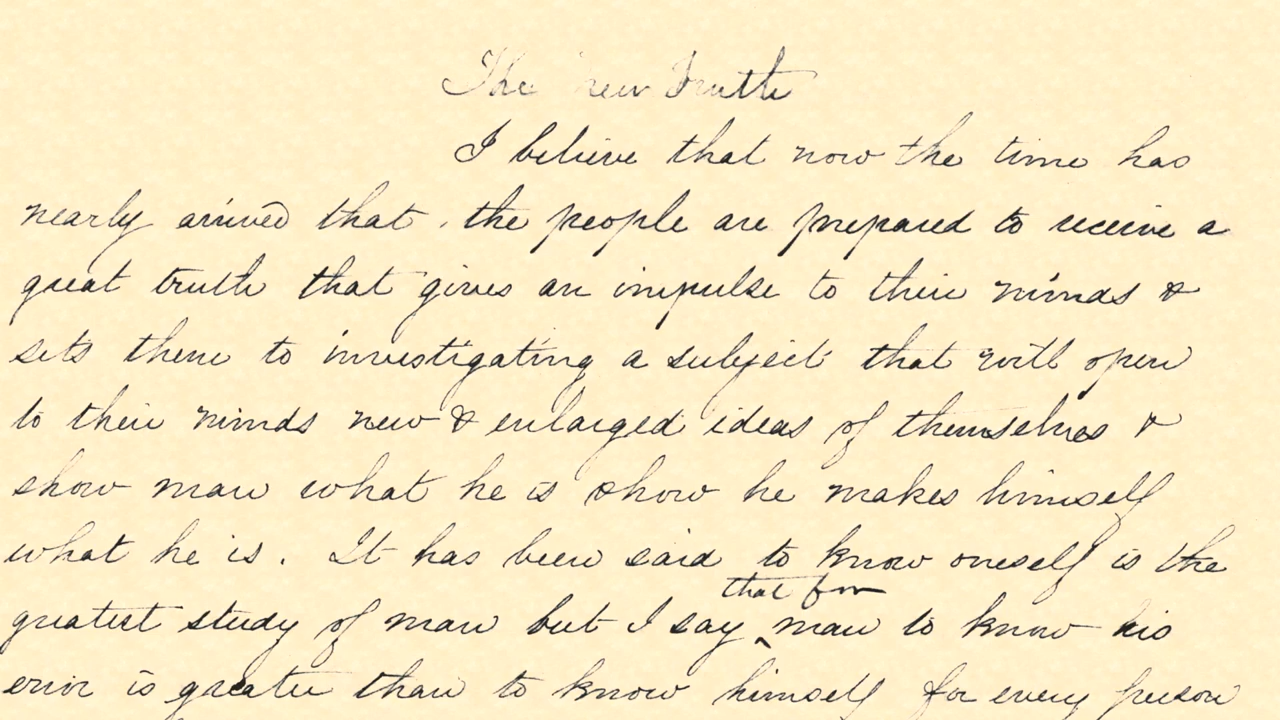 The new Truth
I believe that now the time has
nearly arrived that the people are prepared to receive a
great truth that gives an impulse to their minds &
sets them to investigating a subject that will open
to their minds new & enlarged ideas of themselves &
show man what he is & how he makes himself
what he is. It has been said to know oneself is the
that for
greatest study of man but I say ‸ man to know his
error is greater than to know himself for every person